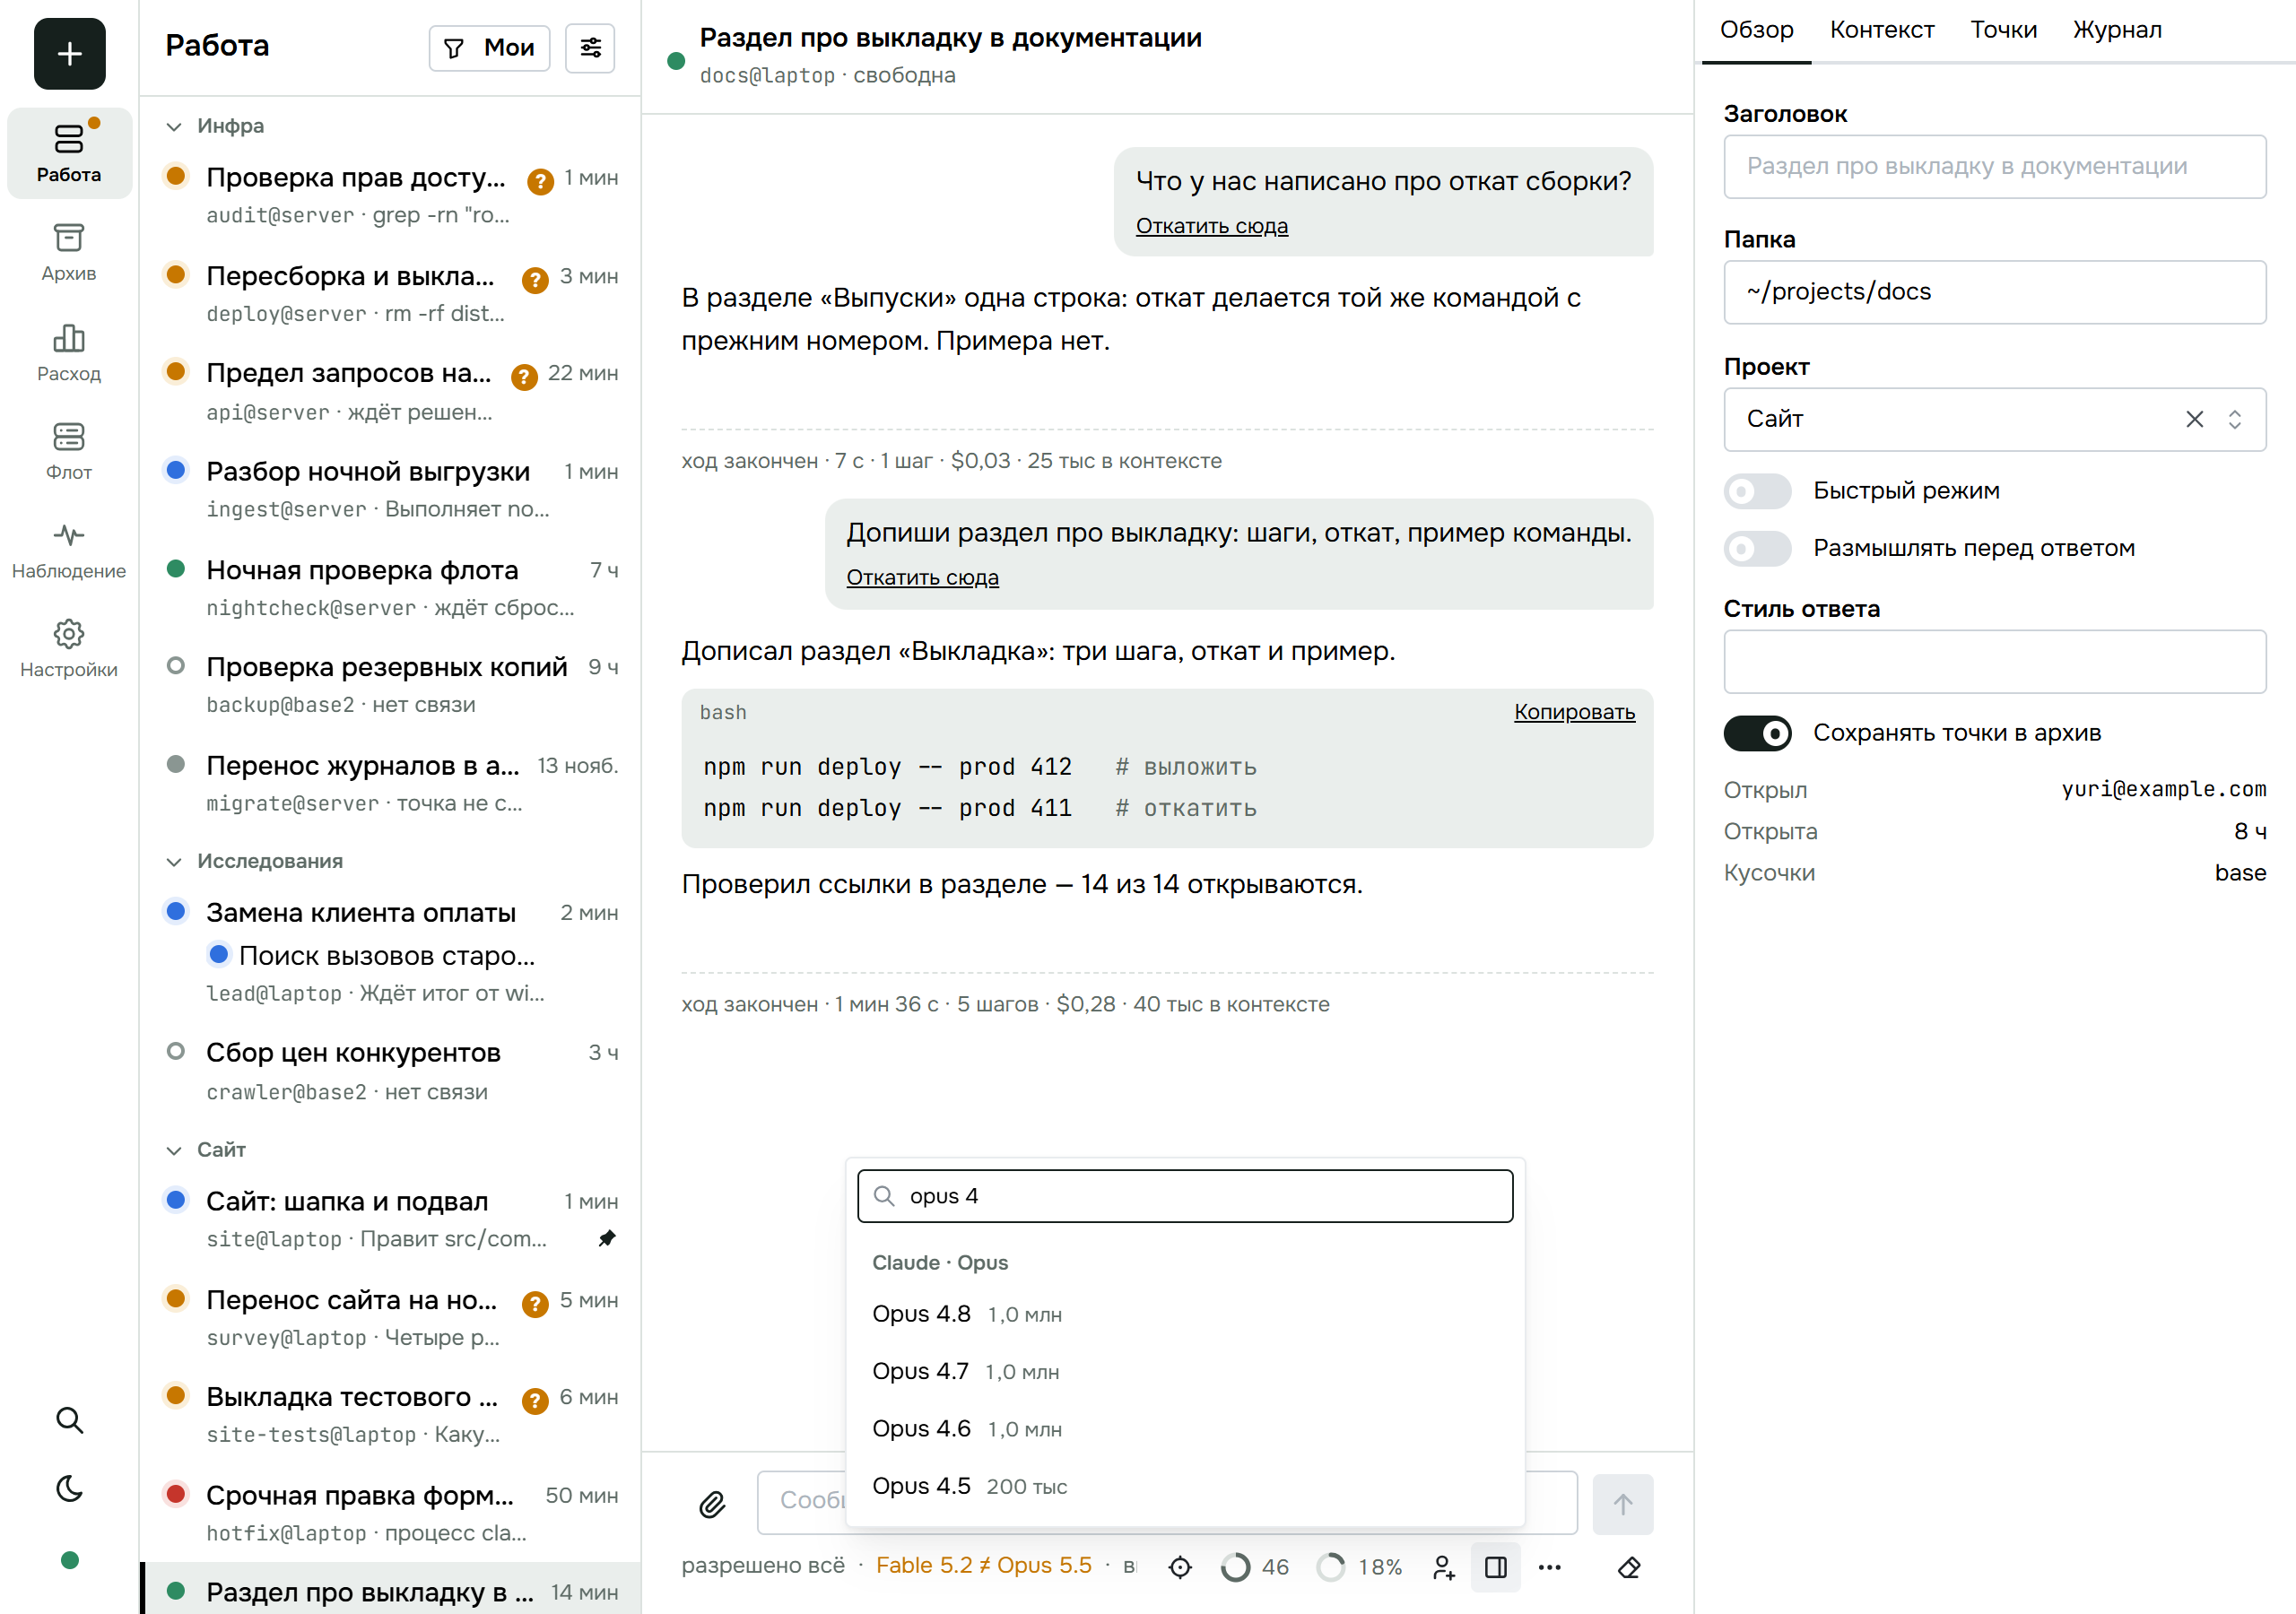 Работа
Архив
Расход
Флот
Наблюдение
Настройки
Работа
Мои
Инфра
Проверка прав досту... ? 1 мин
audit@server · grep -rn "ro...
Пересборка и выкла... ? 3 мин
deploy@server · rm -rf dist...
Предел запросов на... ? 22 мин
api@server · ждёт решен...
Разбор ночной выгрузки 1 мин
ingest@server · Выполняет по...
Ночная проверка флота 7 ч
nightcheck@server · ждёт сброс...
Проверка резервных копий 9 ч
backup@base2 · нет связи
Перенос журналов в а... 13 нояб.
migrate@server · точка не с...
Исследования
Замена клиента оплаты 2 мин
Поиск вызовов старо...
lead@laptop · Ждёт итог от wi...
Сбор цен конкурентов 3 ч
crawler@base2 · нет связи
Сайт
Сайт: шапка и подвал 1 мин
site@laptop · Правит src/com...
Перенос сайта на но... ? 5 мин
survey@laptop · Четыре р...
Выкладка тестового ... ? 6 мин
site-tests@laptop · Каку...
Срочная правка форм... 50 мин
hotfix@laptop · процесс cla...
Раздел про выкладку в ... 14 мин
Раздел про выкладку в документации
docs@laptop · свободна
Что у нас написано про откат сборки?
Откатить сюда
В разделе «Выпуски» одна строка: откат делается той же командой с
прежним номером. Примера нет.
ход закончен · 7 с · 1 шаг · $0,03 · 25 тыс в контексте
Допиши раздел про выкладку: шаги, откат, пример команды.
Откатить сюда
Дописал раздел «Выкладка»: три шага, откат и пример.
bash Копировать
npm run deploy -- prod 412 # выложить
npm run deploy -- prod 411 # откатить
Проверил ссылки в разделе — 14 из 14 открываются.
ход закончен · 1 мин 36 с · 5 шагов · $0,28 · 40 тыс в контексте
opus 4
Claude · Opus
Opus 4.8 1,0 млн
Opus 4.7 1,0 млн
Opus 4.6 1,0 млн
Opus 4.5 200 тыс
разрешено всё · Fable 5.2 ≠ Opus 5.5 ·
46 18%
Обзор Контекст Точки Журнал
Заголовок
Раздел про выкладку в документации
Папка
~/projects/docs
Проект
Сайт
Быстрый режим
Размышлять перед ответом
Стиль ответа
Сохранять точки в архив
Открыл yuri@example.com
Открыта 8 ч
Кусочки base